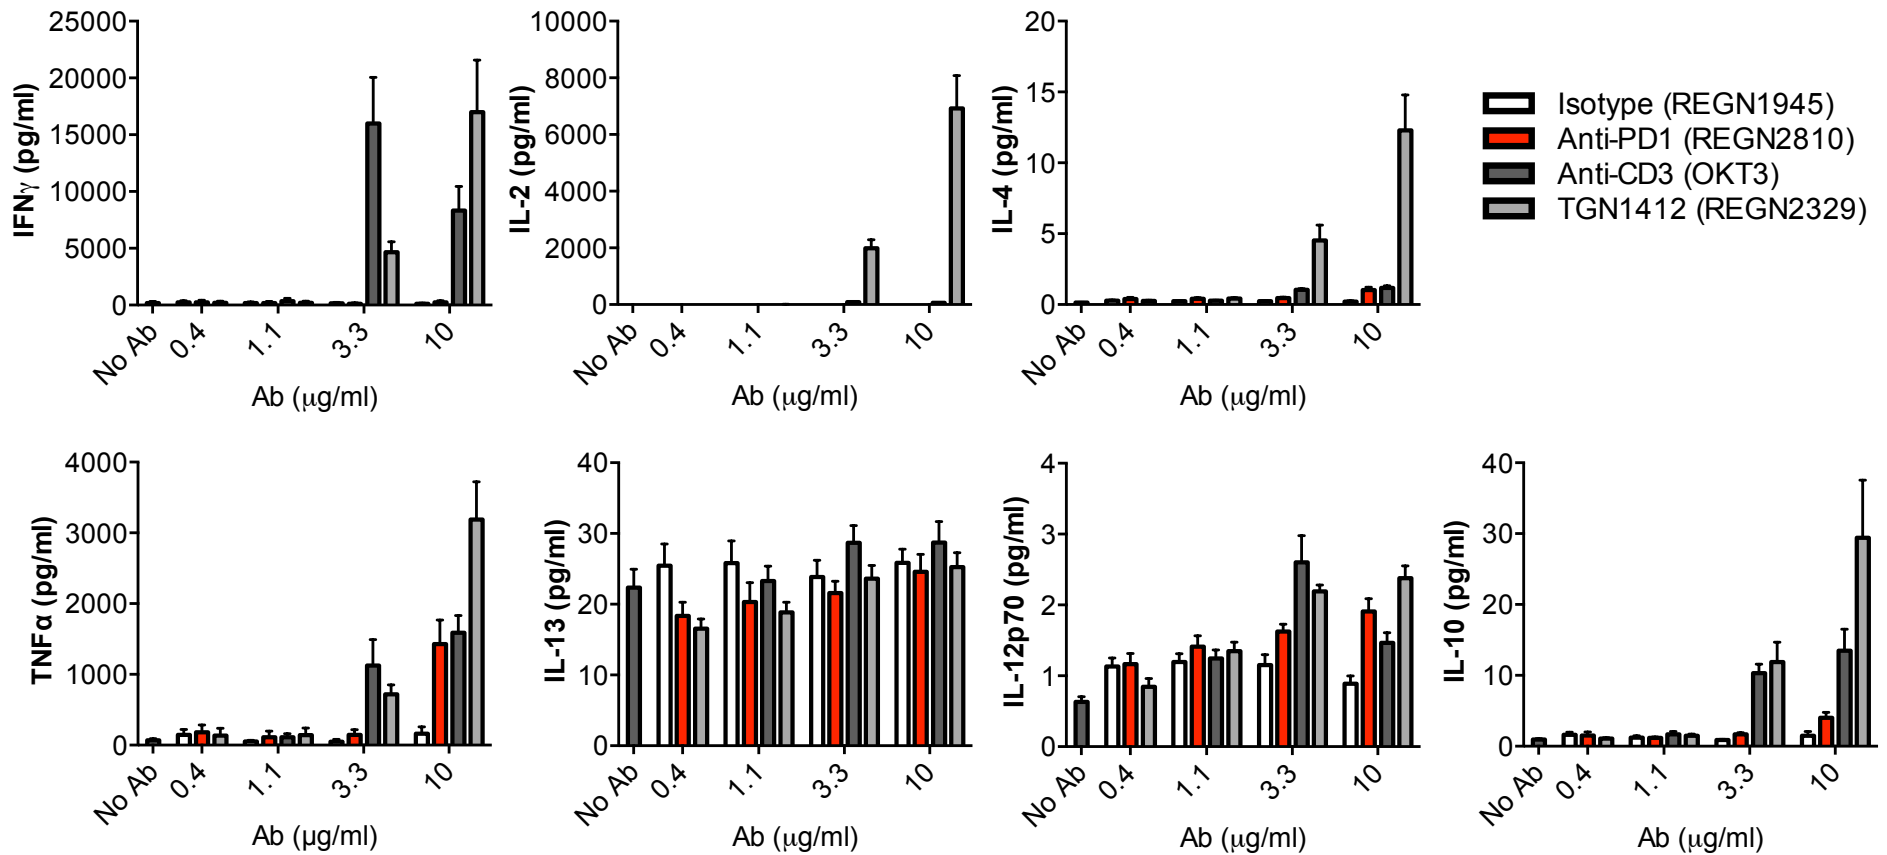 25000
20000
15000
10000
5000
0
IFNγ (pg/ml)
No Ab
0.4
1.1
3.3
10
Ab (μg/ml)
10000
8000
6000
4000
2000
0
IL-2 (pg/ml)
No Ab
0.4
1.1
3.3
10
Ab (μg/ml)
20
15
10
5
0
IL-4 (pg/ml)
No Ab
0.4
1.1
3.3
10
Ab (μg/ml)
Isotype (REGN1945)
Anti-PD1 (REGN2810)
Anti-CD3 (OKT3)
TGN1412 (REGN2329)
4000
3000
2000
1000
0
TNFα (pg/ml)
No Ab
0.4
1.1
3.3
10
Ab (μg/ml)
40
30
20
10
0
IL-13 (pg/ml)
No Ab
0.4
1.1
3.3
10
Ab (μg/ml)
4
3
2
1
0
IL-12p70 (pg/ml)
No Ab
0.4
1.1
3.3
10
Ab (μg/ml)
40
30
20
10
0
IL-10 (pg/ml)
No Ab
0.4
1.1
3.3
10
Ab (μg/ml)